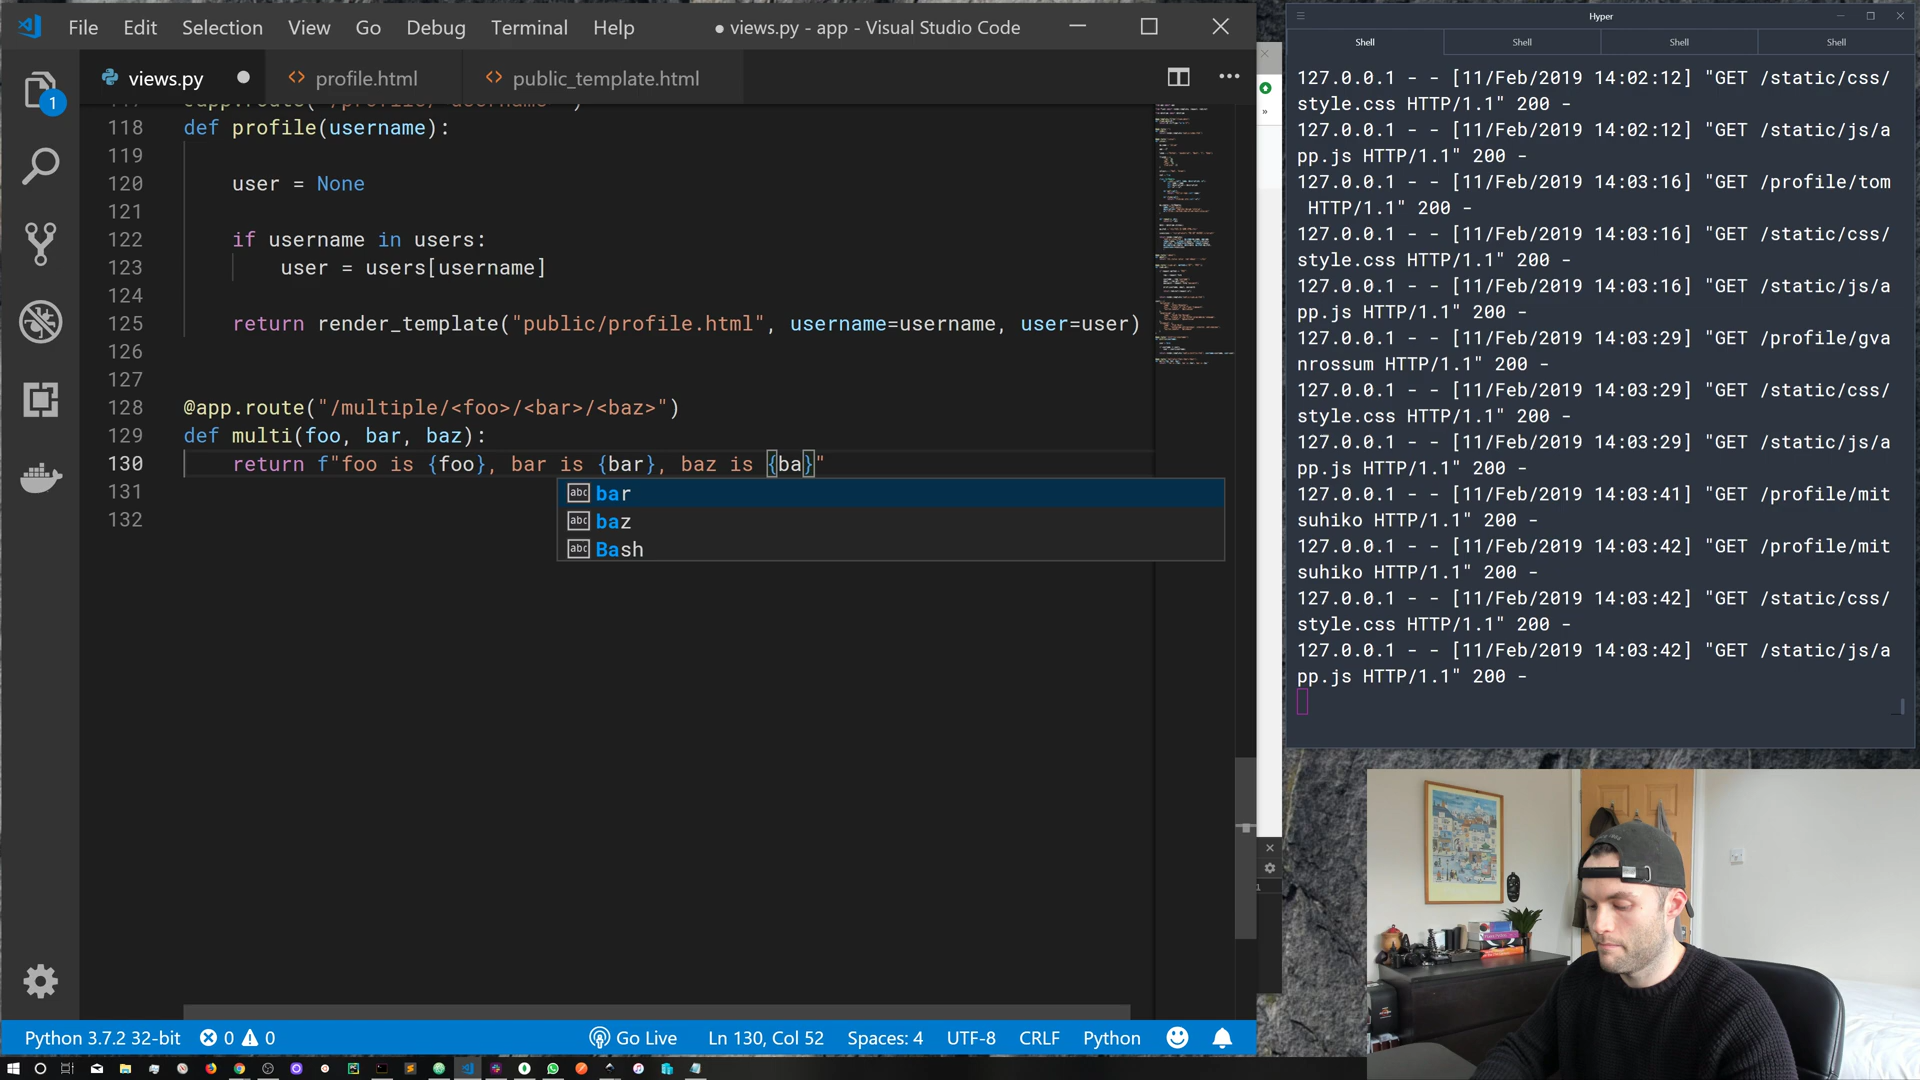 File Edit Selection View Go Debug Terminal Help
● views.py - app - Visual Studio Code
views.py
profile.html
public_template.html
1
118 def profile(username):
119
120 user = None
121
122 if username in users:
123 user = users[username]
124
125 return render_template("public/profile.html", username=username, user=user)
126
127
128 @app.route("/multiple/<foo>/<bar>/<baz>")
129 def multi(foo, bar, baz):
130 return f"foo is {foo}, bar is {bar}, baz is {ba}"
131
132
abc bar
abc baz
abc Bash
Python 3.7.2 32-bit
0 0
Go Live
Ln 130, Col 52
Spaces: 4
UTF-8
CRLF
Python
Hyper
Shell Shell Shell Shell
127.0.0.1 - - [11/Feb/2019 14:02:12] "GET /static/css/
style.css HTTP/1.1" 200 -
127.0.0.1 - - [11/Feb/2019 14:02:12] "GET /static/js/a
pp.js HTTP/1.1" 200 -
127.0.0.1 - - [11/Feb/2019 14:03:16] "GET /profile/tom
HTTP/1.1" 200 -
127.0.0.1 - - [11/Feb/2019 14:03:16] "GET /static/css/
style.css HTTP/1.1" 200 -
127.0.0.1 - - [11/Feb/2019 14:03:16] "GET /static/js/a
pp.js HTTP/1.1" 200 -
127.0.0.1 - - [11/Feb/2019 14:03:29] "GET /profile/gva
nrossum HTTP/1.1" 200 -
127.0.0.1 - - [11/Feb/2019 14:03:29] "GET /static/css/
style.css HTTP/1.1" 200 -
127.0.0.1 - - [11/Feb/2019 14:03:29] "GET /static/js/a
pp.js HTTP/1.1" 200 -
127.0.0.1 - - [11/Feb/2019 14:03:41] "GET /profile/mit
suhiko HTTP/1.1" 200 -
127.0.0.1 - - [11/Feb/2019 14:03:42] "GET /profile/mit
suhiko HTTP/1.1" 200 -
127.0.0.1 - - [11/Feb/2019 14:03:42] "GET /static/css/
style.css HTTP/1.1" 200 -
127.0.0.1 - - [11/Feb/2019 14:03:42] "GET /static/js/a
pp.js HTTP/1.1" 200 -